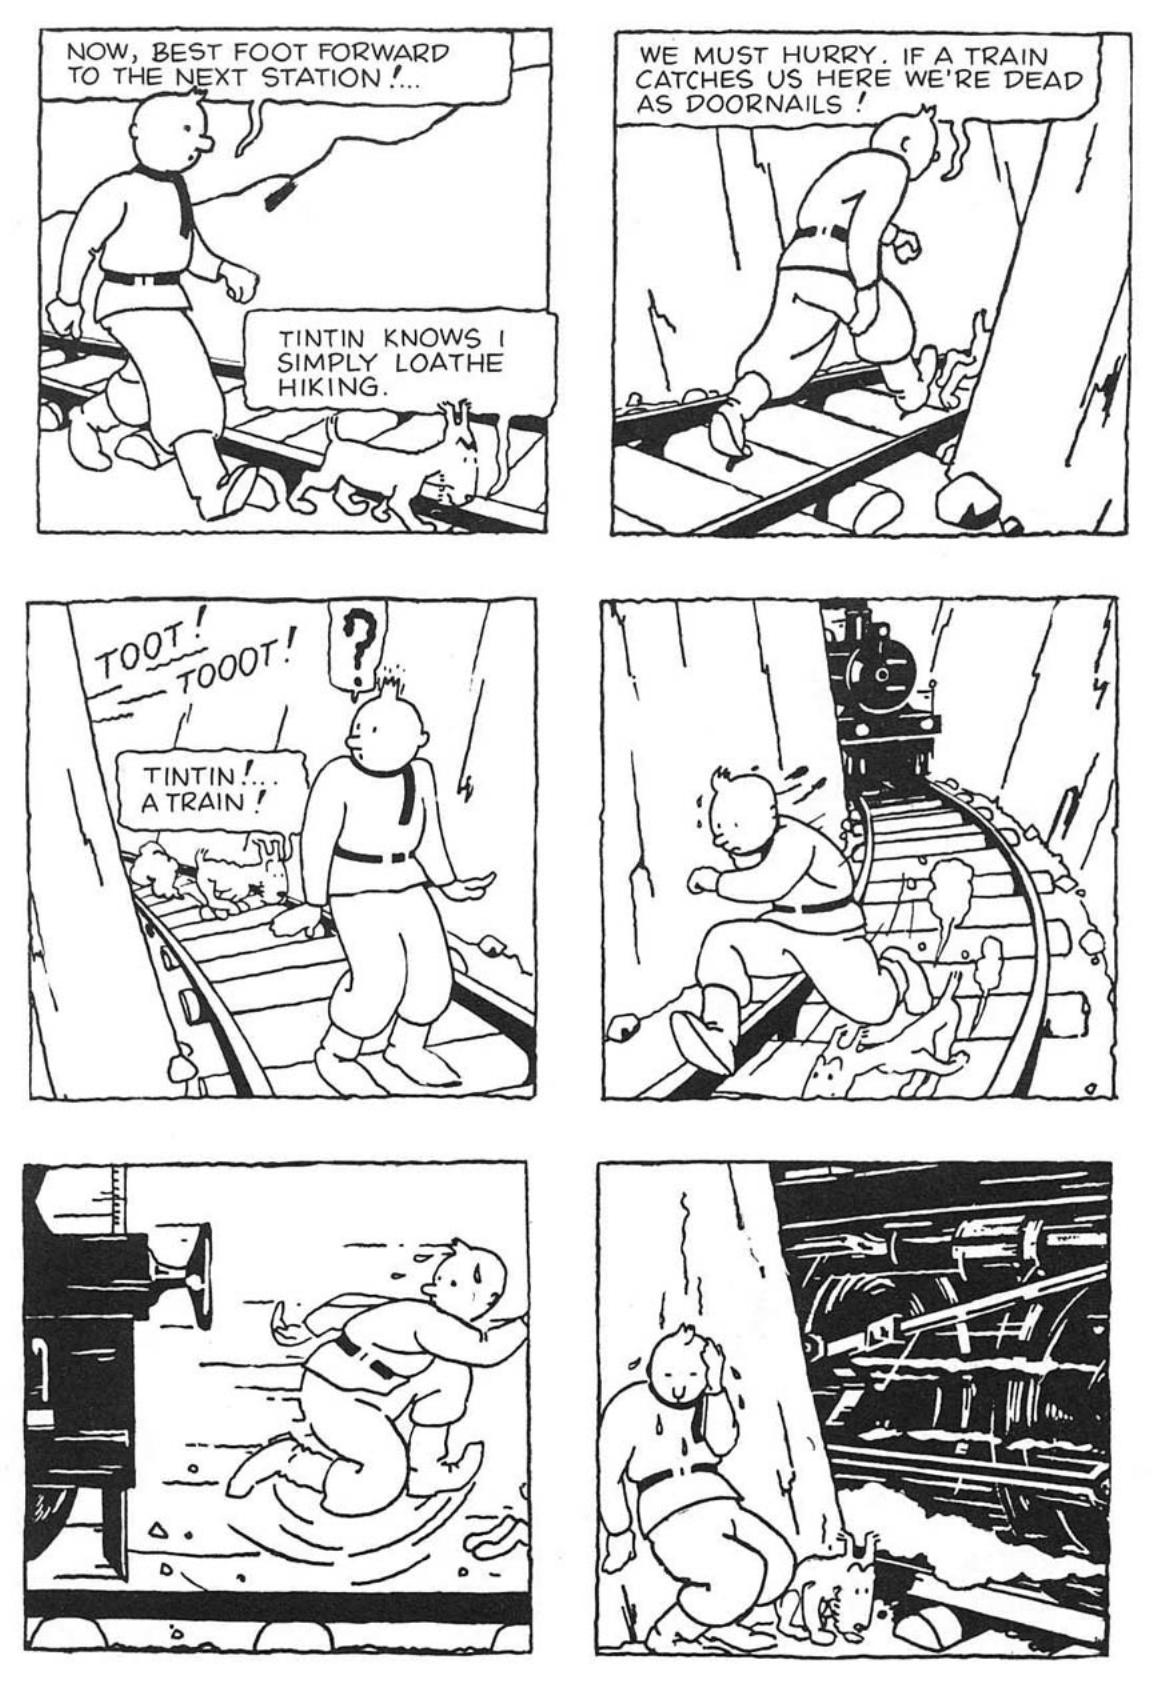 NOW, BEST FOOT FORWARD
TO THE NEXT STATION!...
TINTIN KNOWS I
SIMPLY LOATHE
HIKING.
WE MUST HURRY. IF A TRAIN
CATCHES US HERE WE'RE DEAD
AS DOORNAILS!
TOOT!
TOOOT!
?
TINTIN!...
A TRAIN!